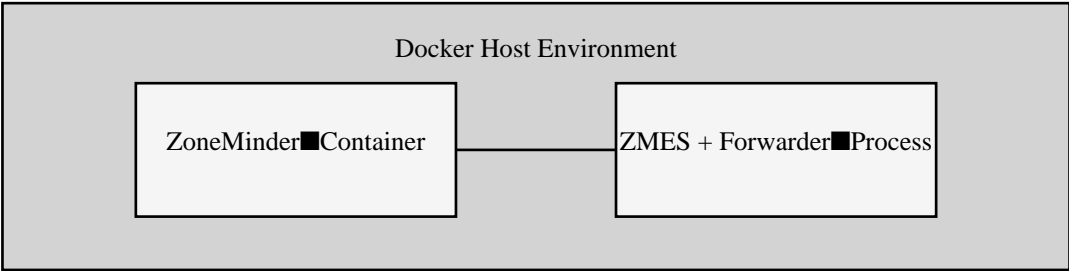 Docker Host Environment
ZoneMinder■Container
ZMES + Forwarder■Process